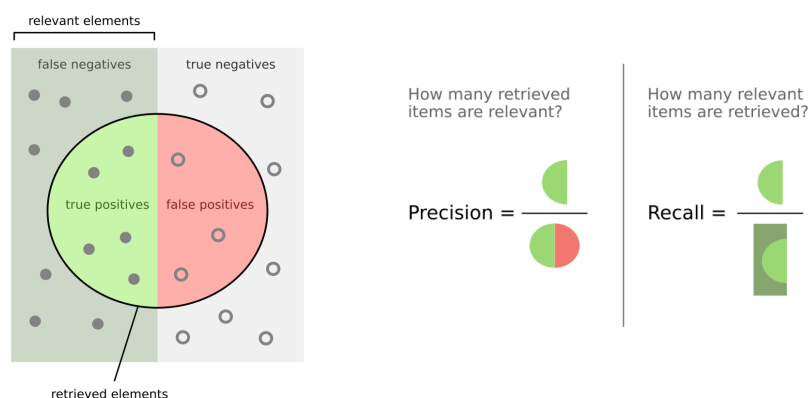 relevant elements
false negatives
true negatives
true positives
false positives
retrieved elements
How many retrieved
items are relevant?
Precision =
How many relevant
items are retrieved?
Recall =